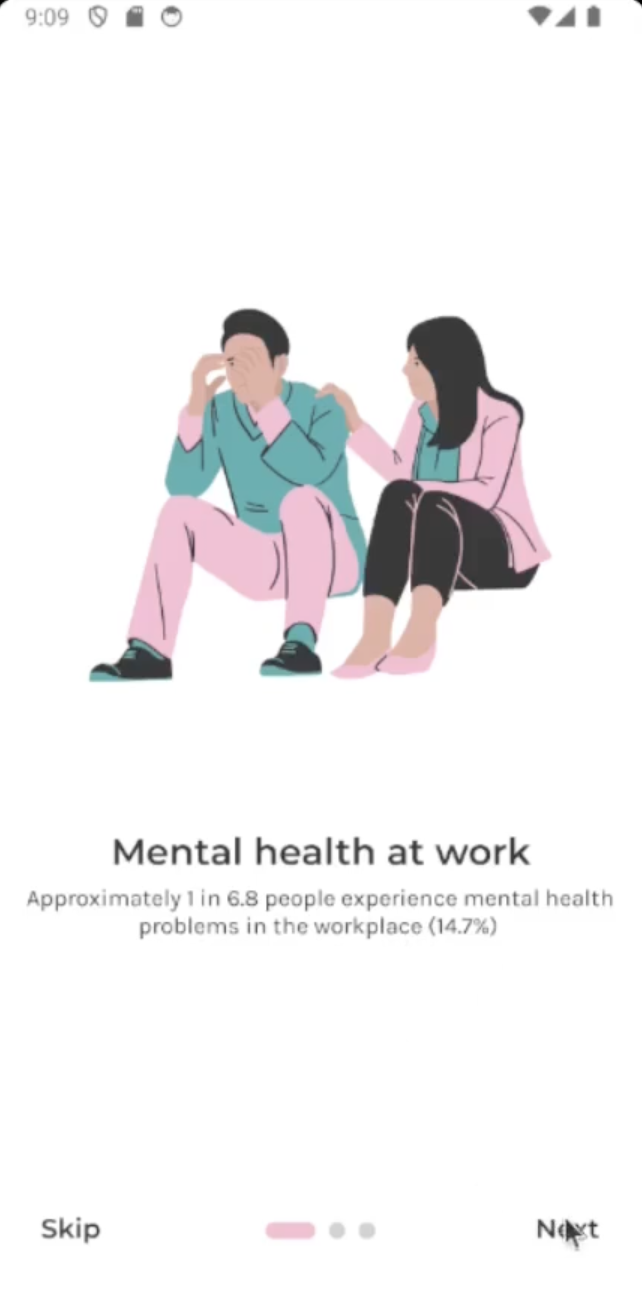 9:09
Mental health at work
Approximately 1 in 6.8 people experience mental health
problems in the workplace (14.7%)
Skip
Next